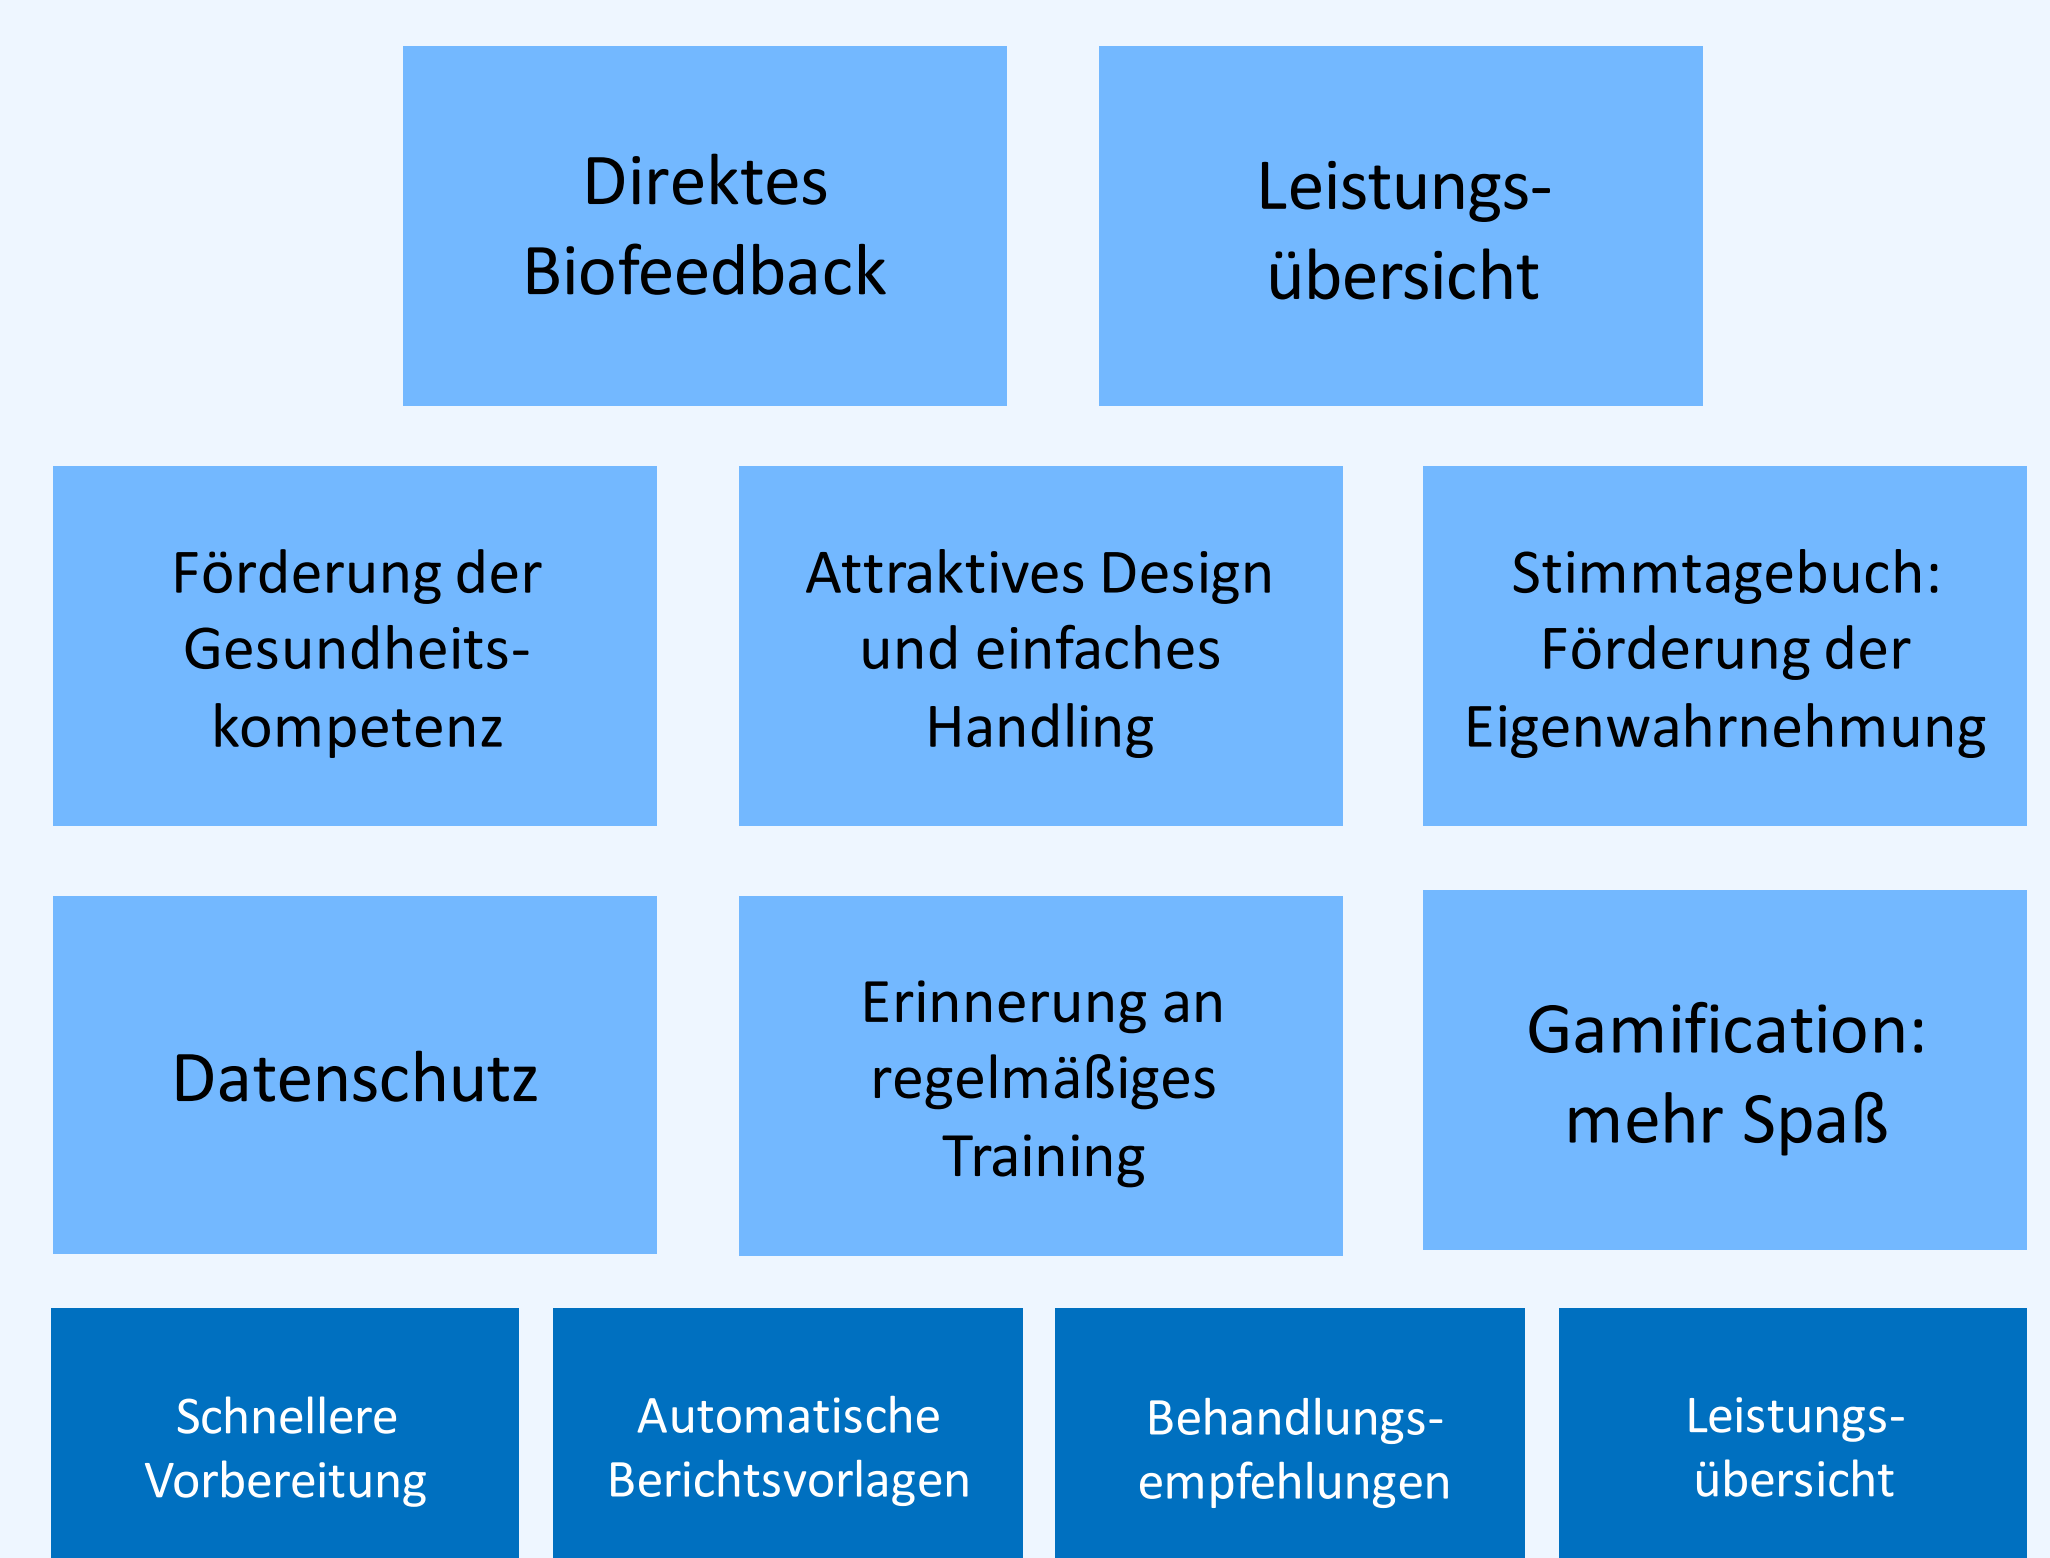 Direktes
Biofeedback
Leistungs-
übersicht
Förderung der
Gesundheits-
kompetenz
Attraktives Design
und einfaches
Handling
Stimmtagebuch:
Förderung der
Eigenwahrnehmung
Datenschutz
Erinnerung an
regelmäßiges
Training
Gamification:
mehr Spaß
Schnellere
Vorbereitung
Automatische
Berichtsvorlagen
Behandlungs-
empfehlungen
Leistungs-
übersicht